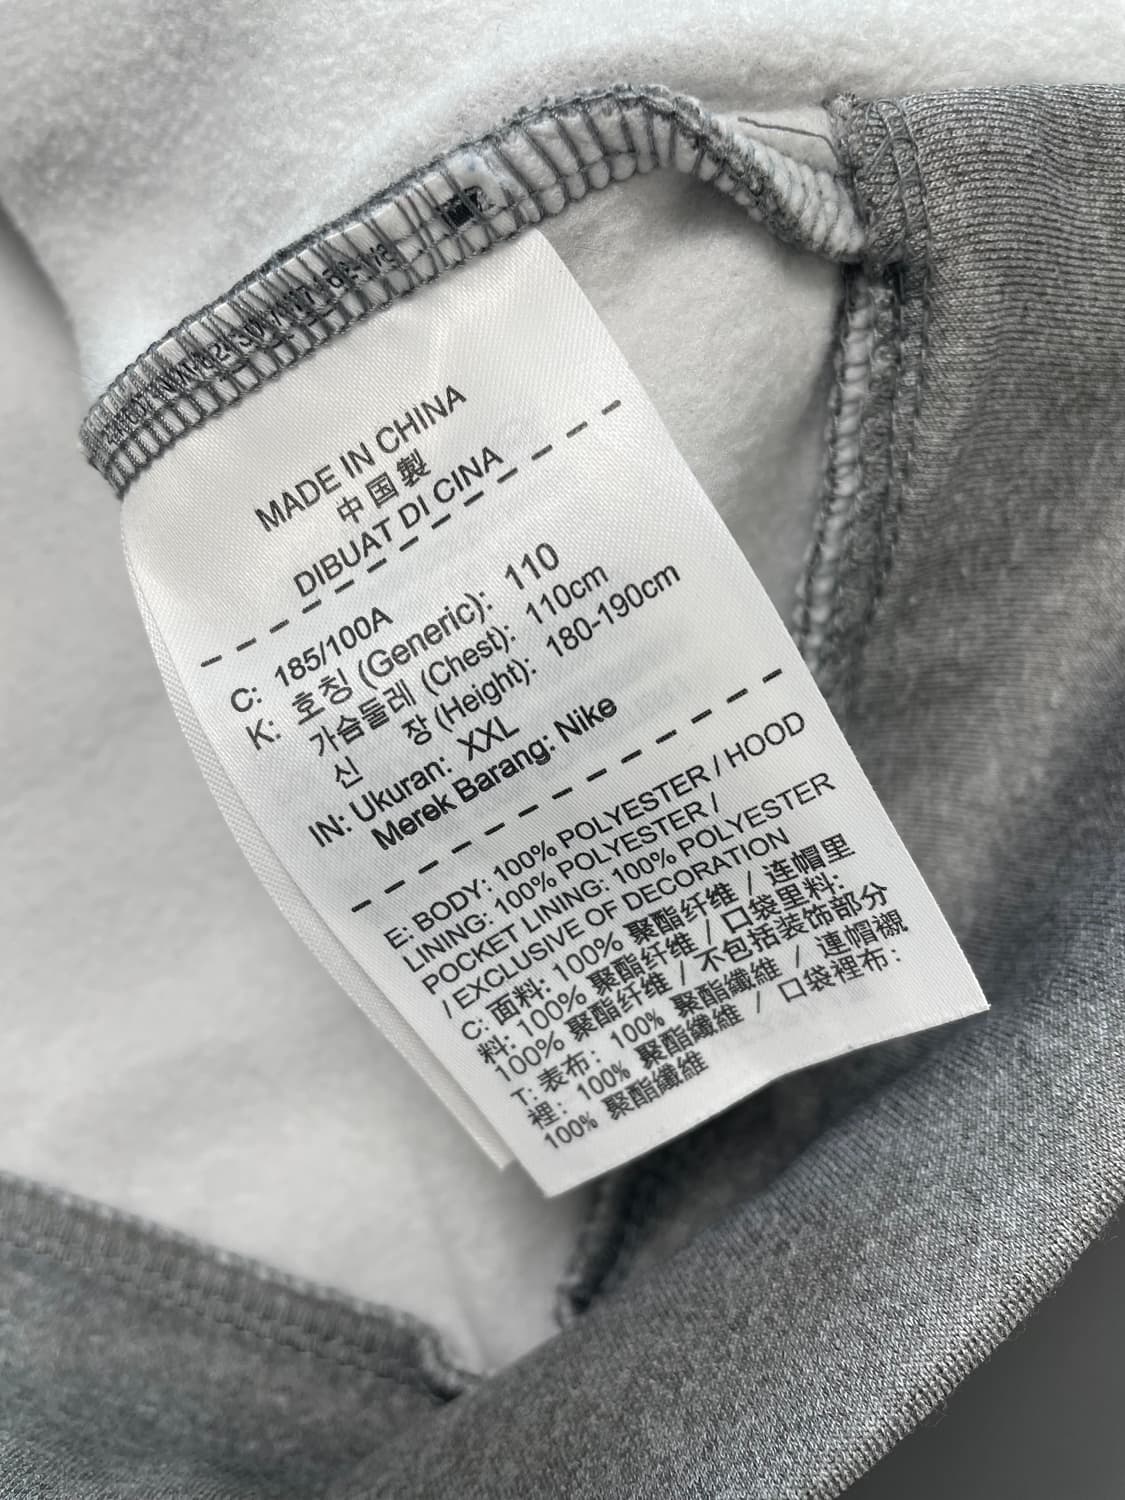 MADE IN CHINA
中国製
DIBUAT DI CINA
C: 185/100A
K: 호칭 (Generic): 110
가슴둘레 (Chest): 110cm
신 장 (Height): 180-190cm
IN: Ukuran: XXL
Merek Barang: Nike
E: BODY: 100% POLYESTER / HOOD
LINING: 100% POLYESTER /
POCKET LINING: 100% POLYESTER
/ EXCLUSIVE OF DECORATION
C: 面料: 100% 聚酯纤维 / 连帽里
料: 100% 聚酯纤维 / 口袋里料:
100% 聚酯纤维 / 不包括装饰部分
T: 表布: 100% 聚酯纖維 / 連帽襯
裡: 100% 聚酯纖維 / 口袋裡布:
100% 聚酯纖維